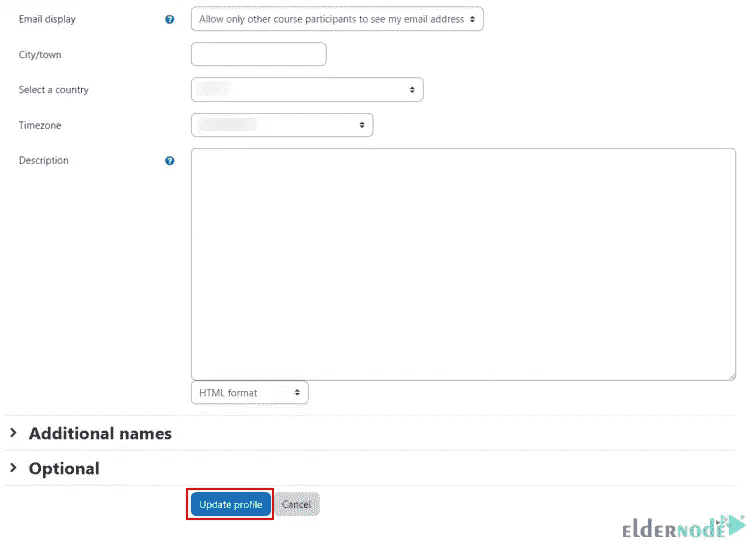 Email display
Allow only other course participants to see my email address
City/town
Select a country
Timezone
Description
HTML format
Additional names
Optional
Update profile
Cancel
elderNODE